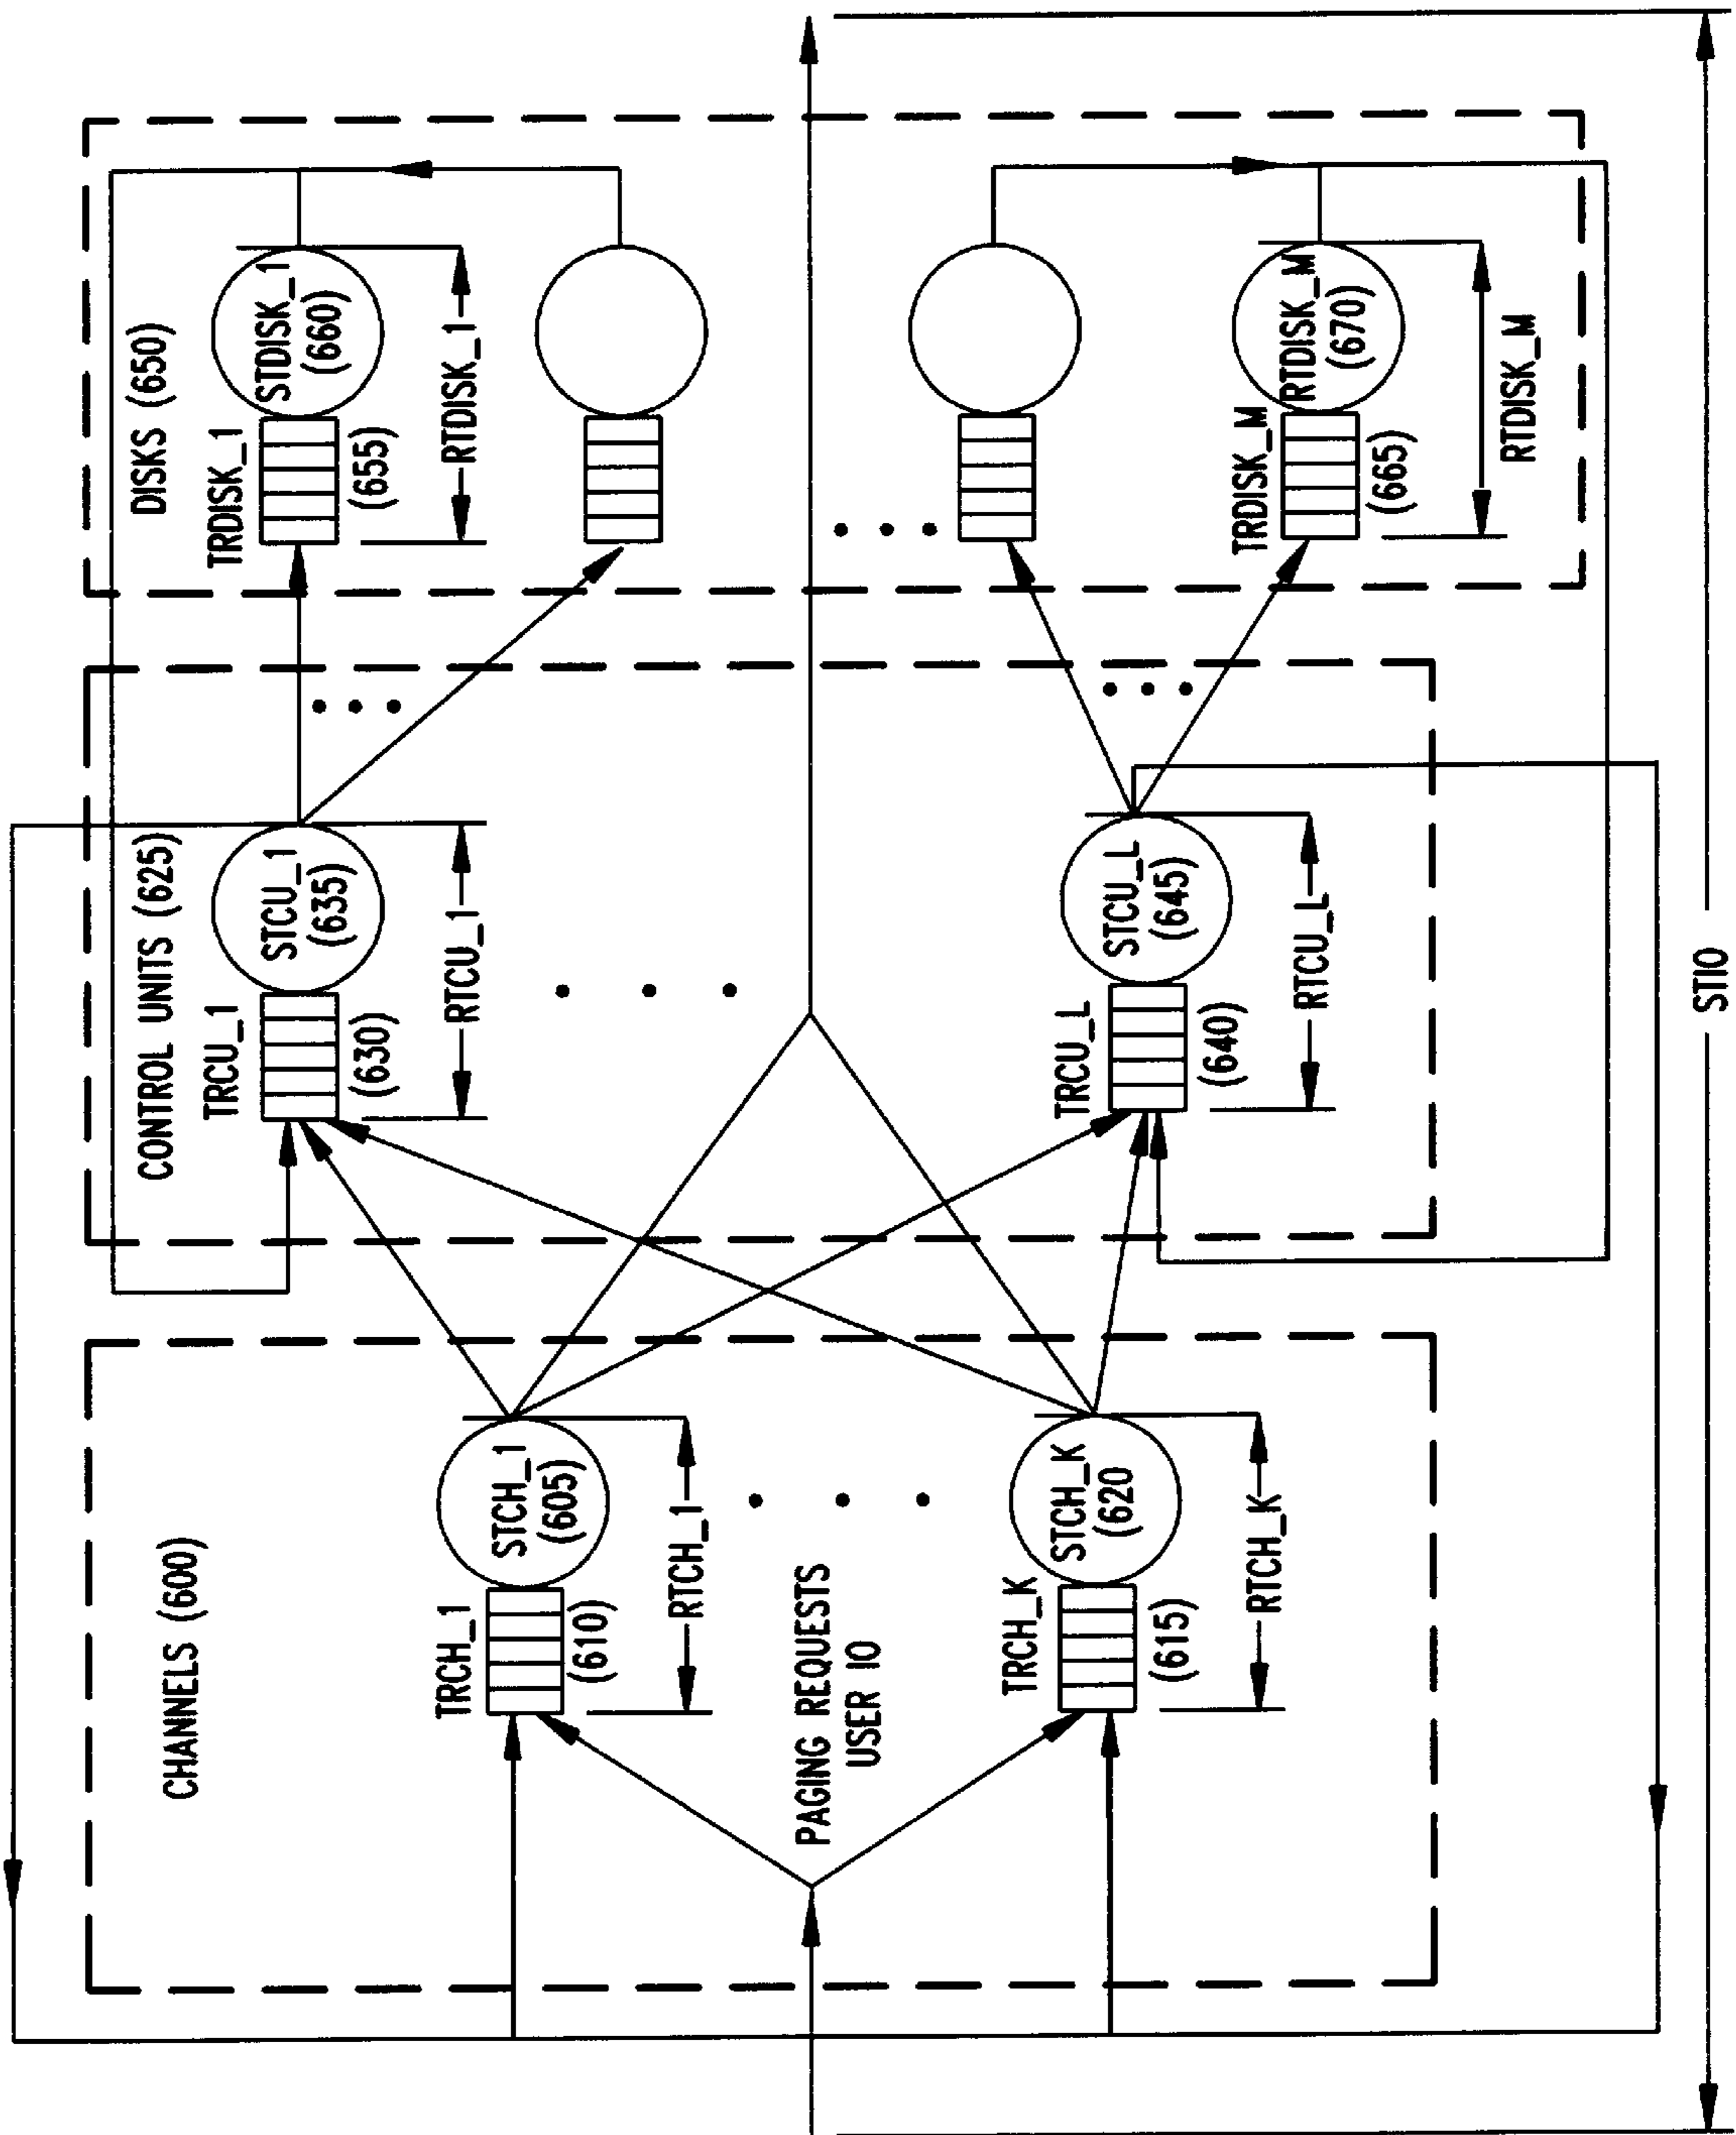 CHANNELS (600)
TRCH_1
STCH_1
(605)
(610)
RTCH_1
PAGING REQUESTS
USER IO
TRCH_K
STCH_K
(620
(615)
RTCH_K
CONTROL UNITS (625)
TRCU_1
STCU_1
(635)
(630)
RTCU_1
TRCU_L
STCU_L
(645)
(640)
RTCU_L
DISKS (650)
TRDISK_1
STDISK_1
(660)
(655)
RTDISK_1
TRDISK_M
RTDISK_M
(670)
(665)
RTDISK_M
STIO